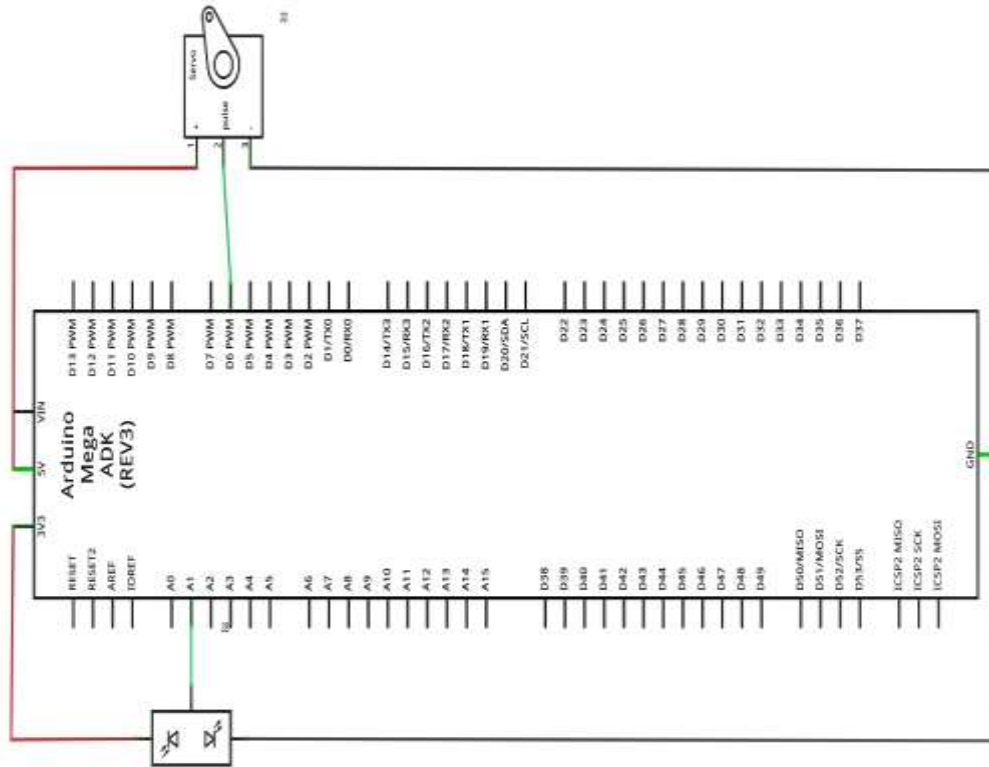 Servo
+
pulse
-
1
2
3
D13 PWM
D12 PWM
D11 PWM
D10 PWM
D9 PWM
D8 PWM
D7 PWM
D6 PWM
D5 PWM
D4 PWM
D3 PWM
D2 PWM
D1/TX0
D0/RX0
D14/TX3
D15/RX3
D16/TX2
D17/RX2
D18/TX1
D19/RX1
D20/SDA
D21/SCL
D22
D23
D24
D25
D26
D27
D28
D29
D30
D31
D32
D33
D34
D35
D36
D37
VIN
5V
3V3
Arduino
Mega
ADK
(REV3)
GND
RESET
RESET2
AREF
IOREF
A0
A1
A2
A3
A4
A5
A6
A7
A8
A9
A10
A11
A12
A13
A14
A15
D38
D39
D40
D41
D42
D43
D44
D45
D46
D47
D48
D49
D50/MISO
D51/MOSI
D52/SCK
D53/SS
ICSP2 MISO
ICSP2 SCK
ICSP2 MOSI